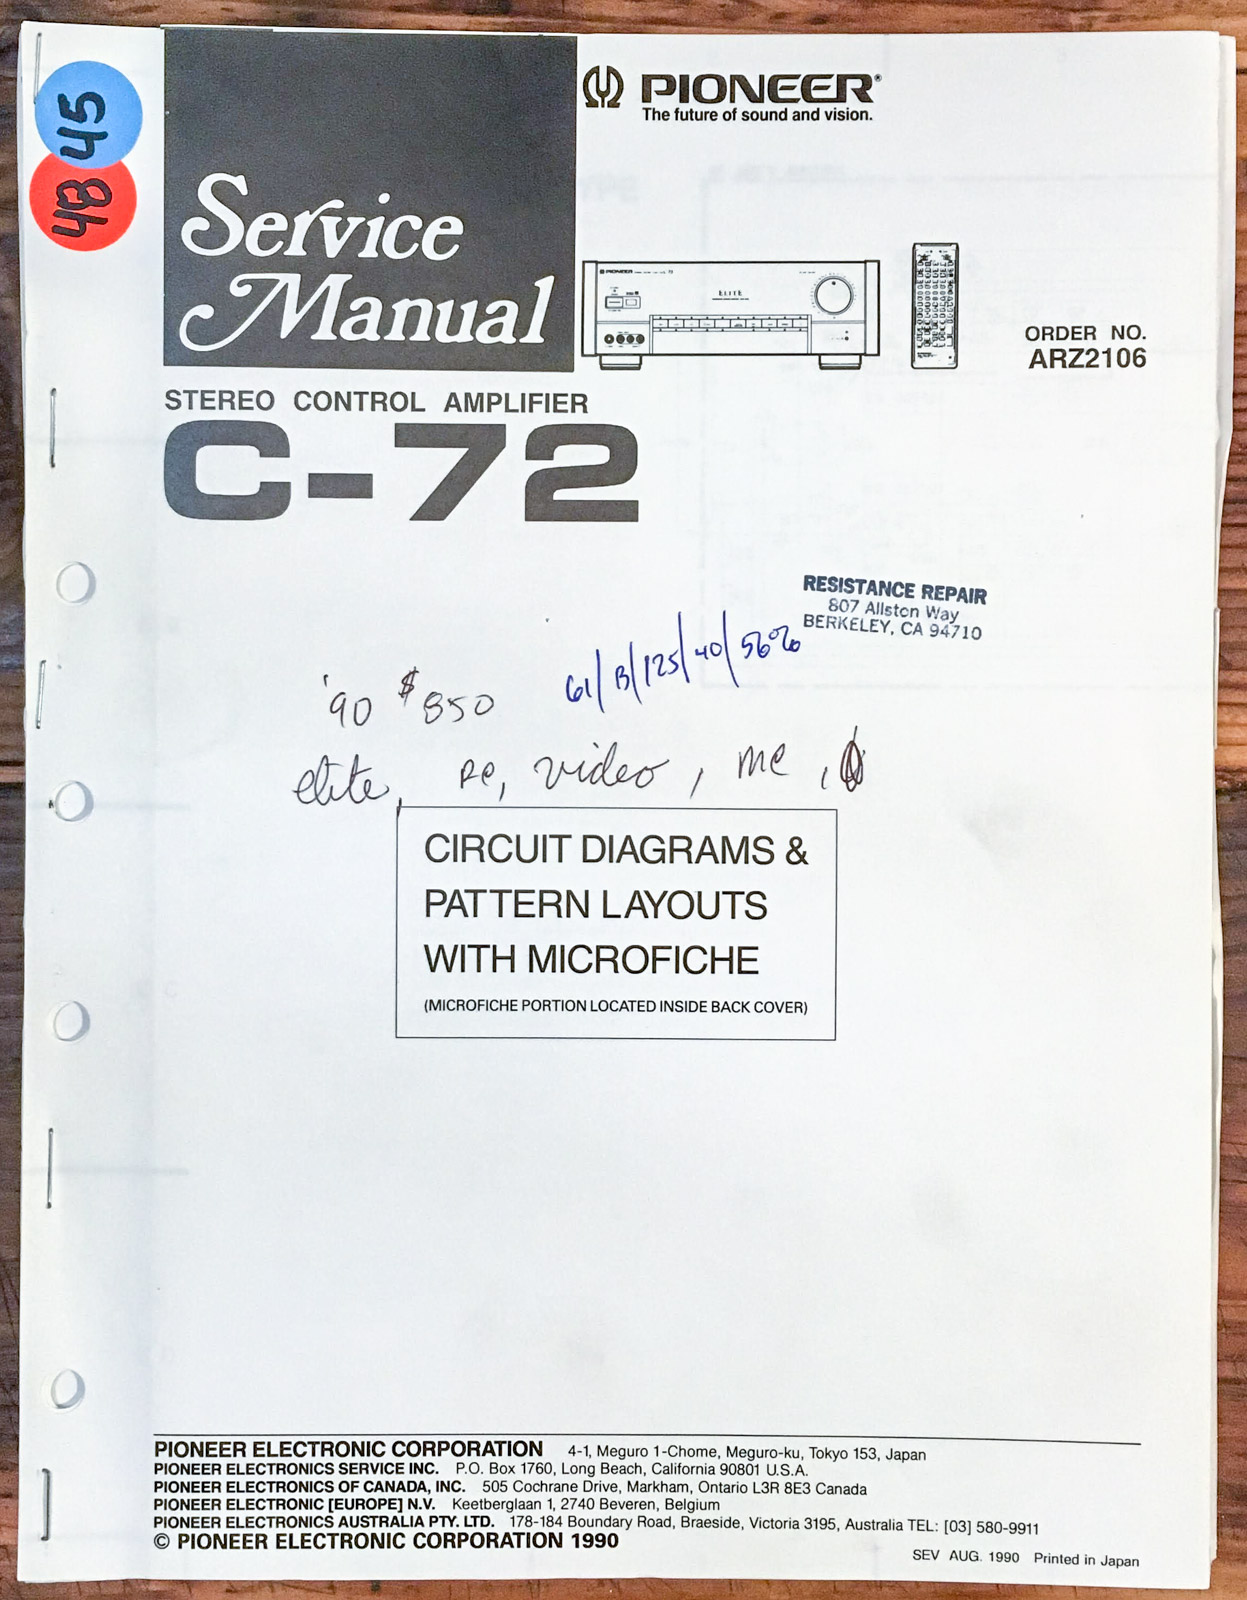 45
48
Service
Manual
PIONEER®
The future of sound and vision.
PIONEER
ELITE
ORDER NO.
ARZ2106
STEREO CONTROL AMPLIFIER
C-72
RESISTANCE REPAIR
807 Allston Way
BERKELEY, CA 94710
'90 $850
61/B/125/40/56%
elite, re, video, mc,
CIRCUIT DIAGRAMS &
PATTERN LAYOUTS
WITH MICROFICHE
(MICROFICHE PORTION LOCATED INSIDE BACK COVER)
PIONEER ELECTRONIC CORPORATION 4-1, Meguro 1-Chome, Meguro-ku, Tokyo 153, Japan
PIONEER ELECTRONICS SERVICE INC. P.O. Box 1760, Long Beach, California 90801 U.S.A.
PIONEER ELECTRONICS OF CANADA, INC. 505 Cochrane Drive, Markham, Ontario L3R 8E3 Canada
PIONEER ELECTRONIC [EUROPE] N.V. Keetberglaan 1, 2740 Beveren, Belgium
PIONEER ELECTRONICS AUSTRALIA PTY. LTD. 178-184 Boundary Road, Braeside, Victoria 3195, Australia TEL: [03] 580-9911
© PIONEER ELECTRONIC CORPORATION 1990
SEV AUG. 1990 Printed in Japan